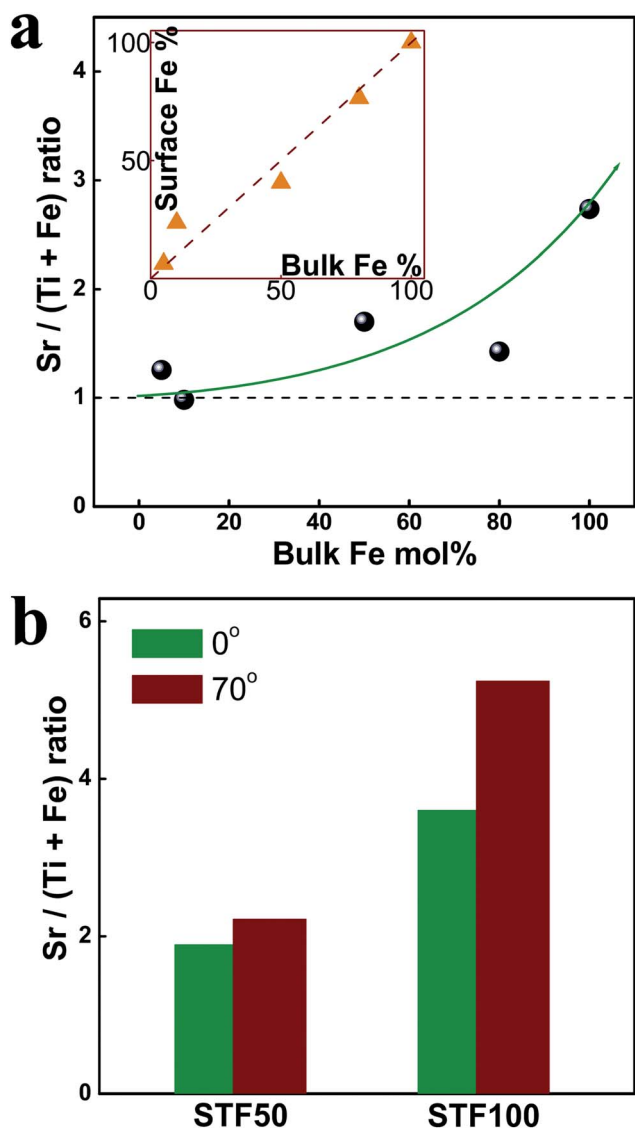 a
Sr / (Ti + Fe) ratio
4
3
2
1
0
Surface Fe %
100
50
Bulk Fe %
0
50
100
0
20
40
60
80
100
Bulk Fe mol%
b
Sr / (Ti + Fe) ratio
6
4
2
0
0°
70°
STF50
STF100